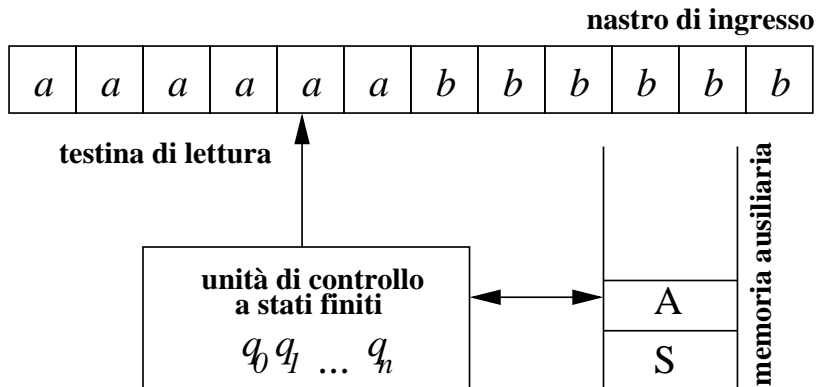 nastro di ingresso
a a a a a a b b b b b b
testina di lettura
memoria ausiliaria
unità di controllo
a stati finiti
q0 q1 ... qn
A
S